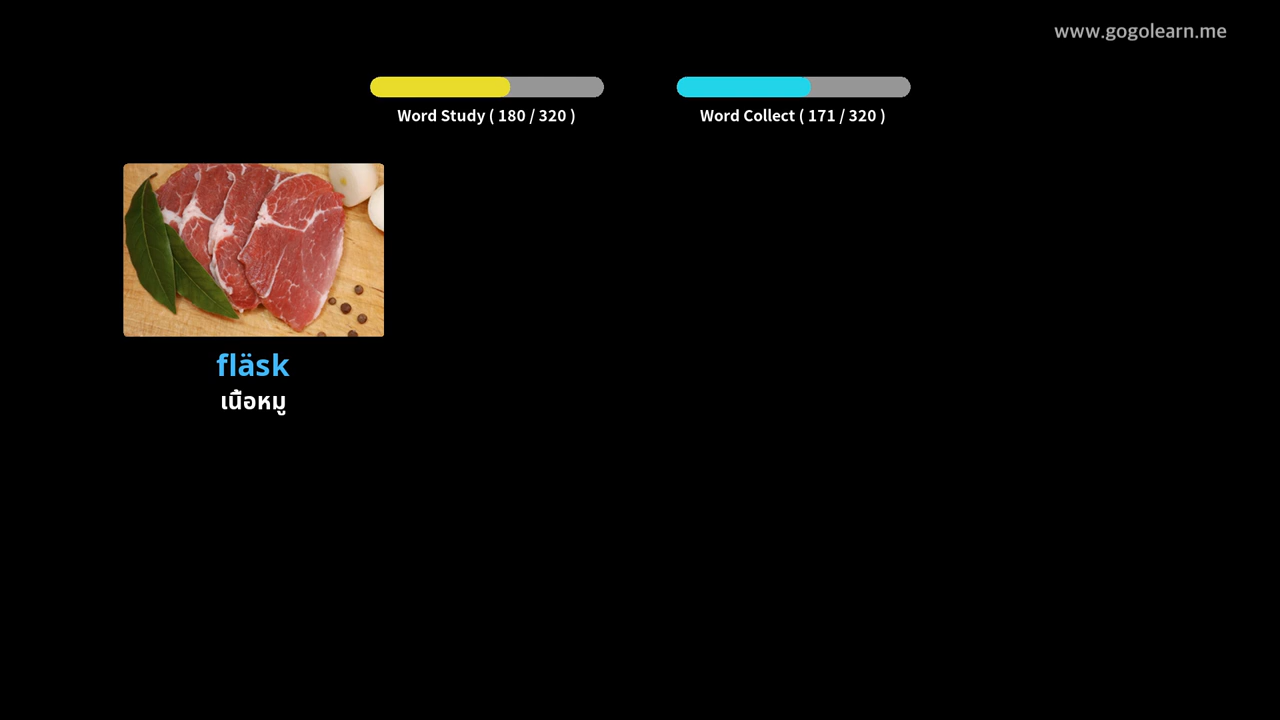 www.gogolearn.me
Word Study ( 180 / 320 )
Word Collect ( 171 / 320 )
fläsk
เนื้อหมู